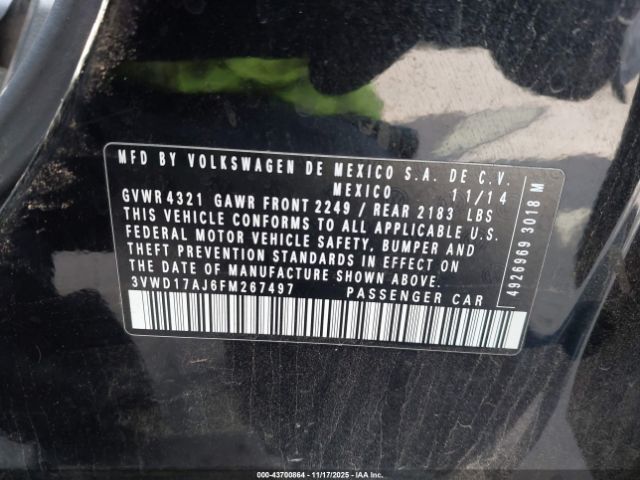 MFD BY VOLKSWAGEN DE MEXICO S.A. DE C.V.
MEXICO 11/14
GVWR 4321 GAWR FRONT 2249 / REAR 2183 LBS
THIS VEHICLE CONFORMS TO ALL APPLICABLE U.S.
FEDERAL MOTOR VEHICLE SAFETY, BUMPER AND
THEFT PREVENTION STANDARDS IN EFFECT
ON THE DATE OF MANUFACTURE SHOWN ABOVE.
3VWD17AJ6FM267497 PASSENGER CAR
4926969 3018 M
000-43700864 - 11/17/2025 - IAAI, Inc.